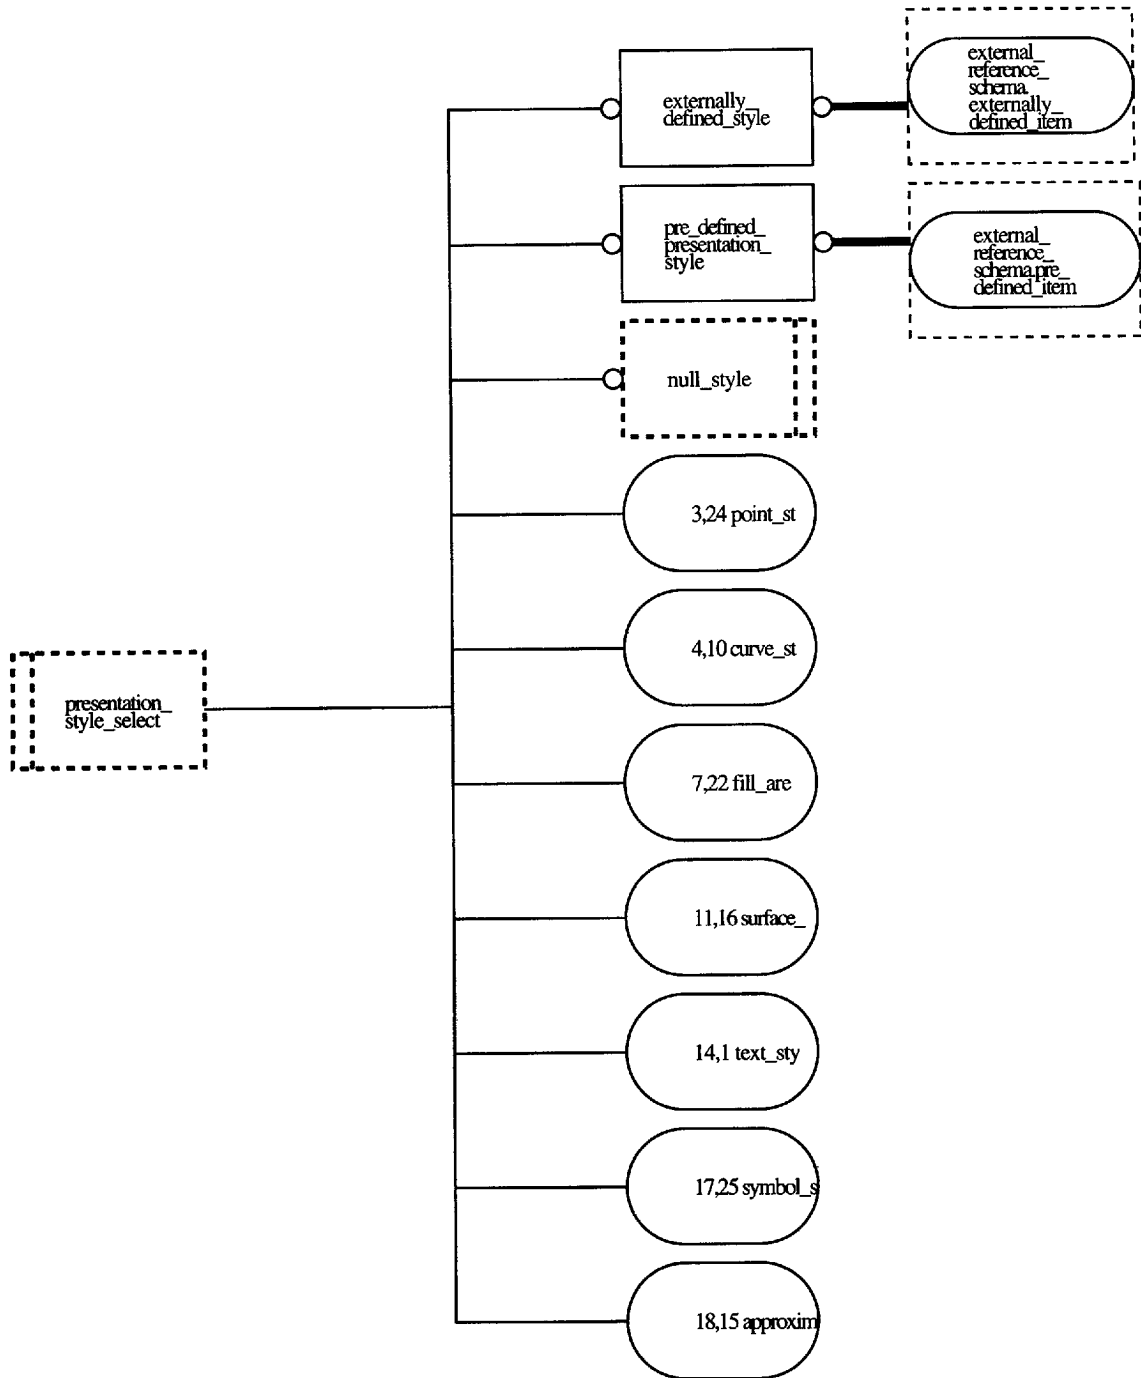 externally_
defined_style
external_
reference_
schema.
externally_
defined_item
pre_defined_
presentation_
style
external_
reference_
schema.pre_
defined_item
null_style
3,24 point_st
4,10 curve_st
presentation_
style_select
7,22 fill_are
11,16 surface_
14,1 text_sty
17,25 symbol_s
18,15 approxim